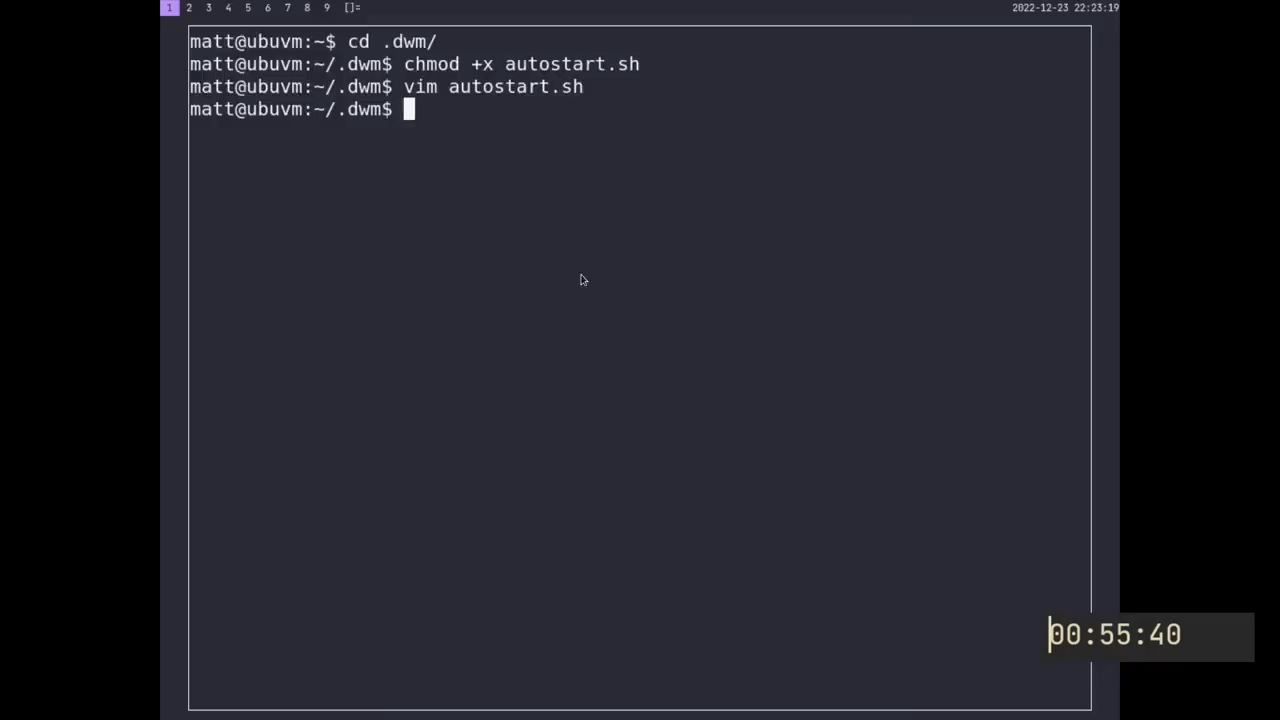 1 2 3 4 5 6 7 8 9 []= 2022-12-23 22:23:19
matt@ubuvm:~$ cd .dwm/
matt@ubuvm:~/.dwm$ chmod +x autostart.sh
matt@ubuvm:~/.dwm$ vim autostart.sh
matt@ubuvm:~/.dwm$
00:55:40